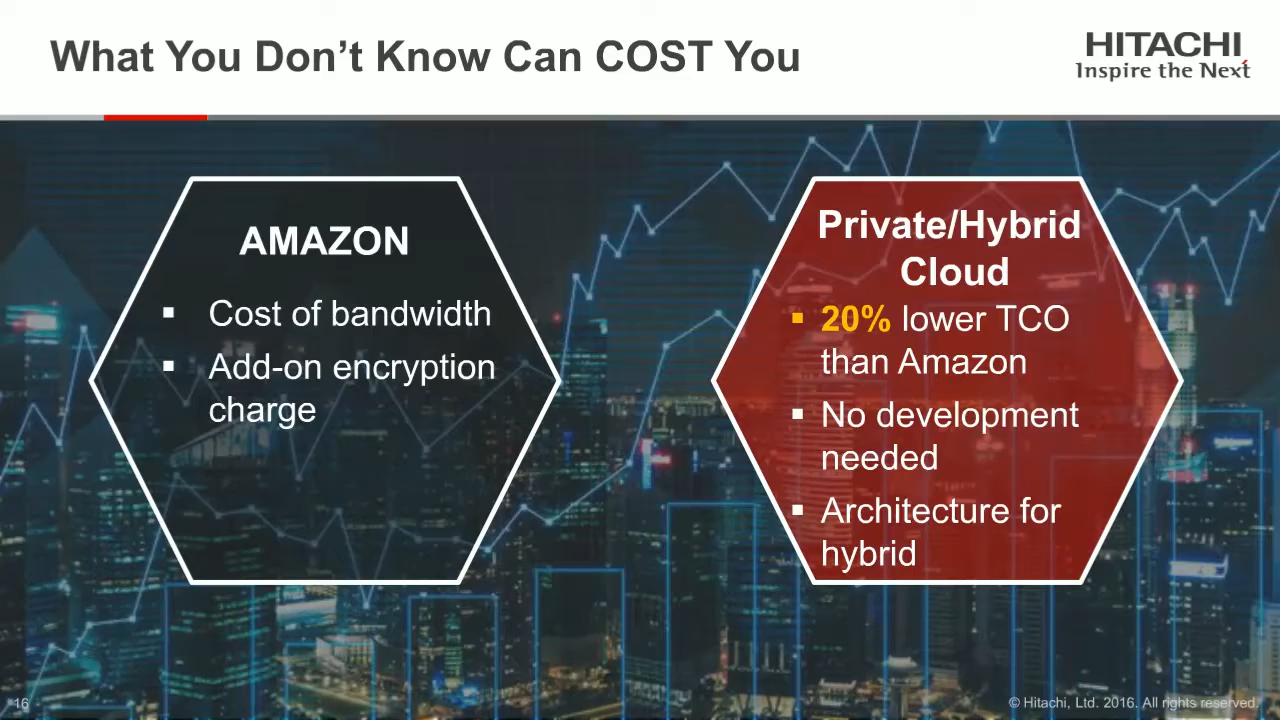 What You Don't Know Can COST You
HITACHI
Inspire the Next
AMAZON
▪ Cost of bandwidth
▪ Add-on encryption
charge
Private/Hybrid
Cloud
▪ 20% lower TCO
than Amazon
▪ No development
needed
▪ Architecture for
hybrid
16
© Hitachi, Ltd. 2016. All rights reserved.